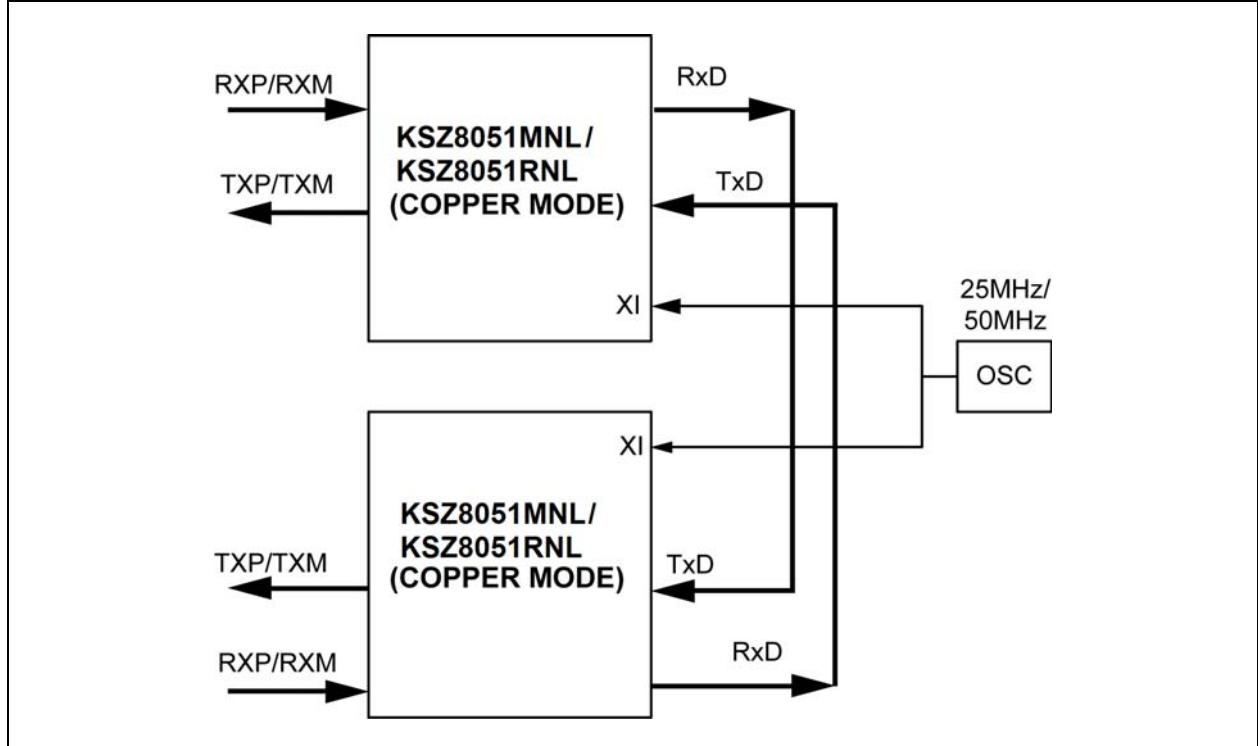 RXP/RXM
TXP/TXM
KSZ8051MNL/
KSZ8051RNL
(COPPER MODE)
RxD
TxD
XI
25MHz/
50MHz
OSC
XI
KSZ8051MNL/
KSZ8051RNL
(COPPER MODE)
TXP/TXM
RXP/RXM
TxD
RxD